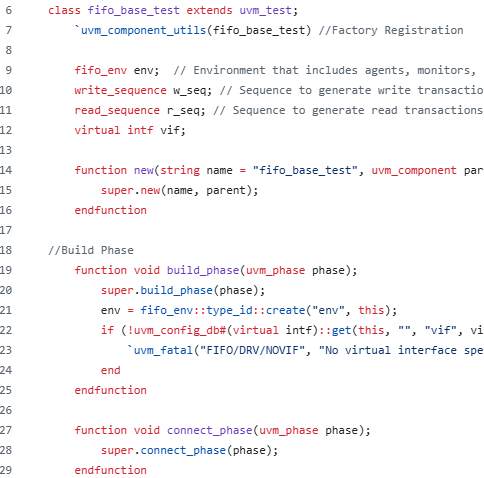 6 class fifo_base_test extends uvm_test;
7 `uvm_component_utils(fifo_base_test) //Factory Registration
8
9 fifo_env env; // Environment that includes agents, monitors,
10 write_sequence w_seq; // Sequence to generate write transactio
11 read_sequence r_seq; // Sequence to generate read transactions
12 virtual intf vif;
13
14 function new(string name = "fifo_base_test", uvm_component par
15 super.new(name, parent);
16 endfunction
17
18 //Build Phase
19 function void build_phase(uvm_phase phase);
20 super.build_phase(phase);
21 env = fifo_env::type_id::create("env", this);
22 if (!uvm_config_db#(virtual intf)::get(this, "", "vif", vi
23 `uvm_fatal("FIFO/DRV/NOVIF", "No virtual interface spe
24 end
25 endfunction
26
27 function void connect_phase(uvm_phase phase);
28 super.connect_phase(phase);
29 endfunction